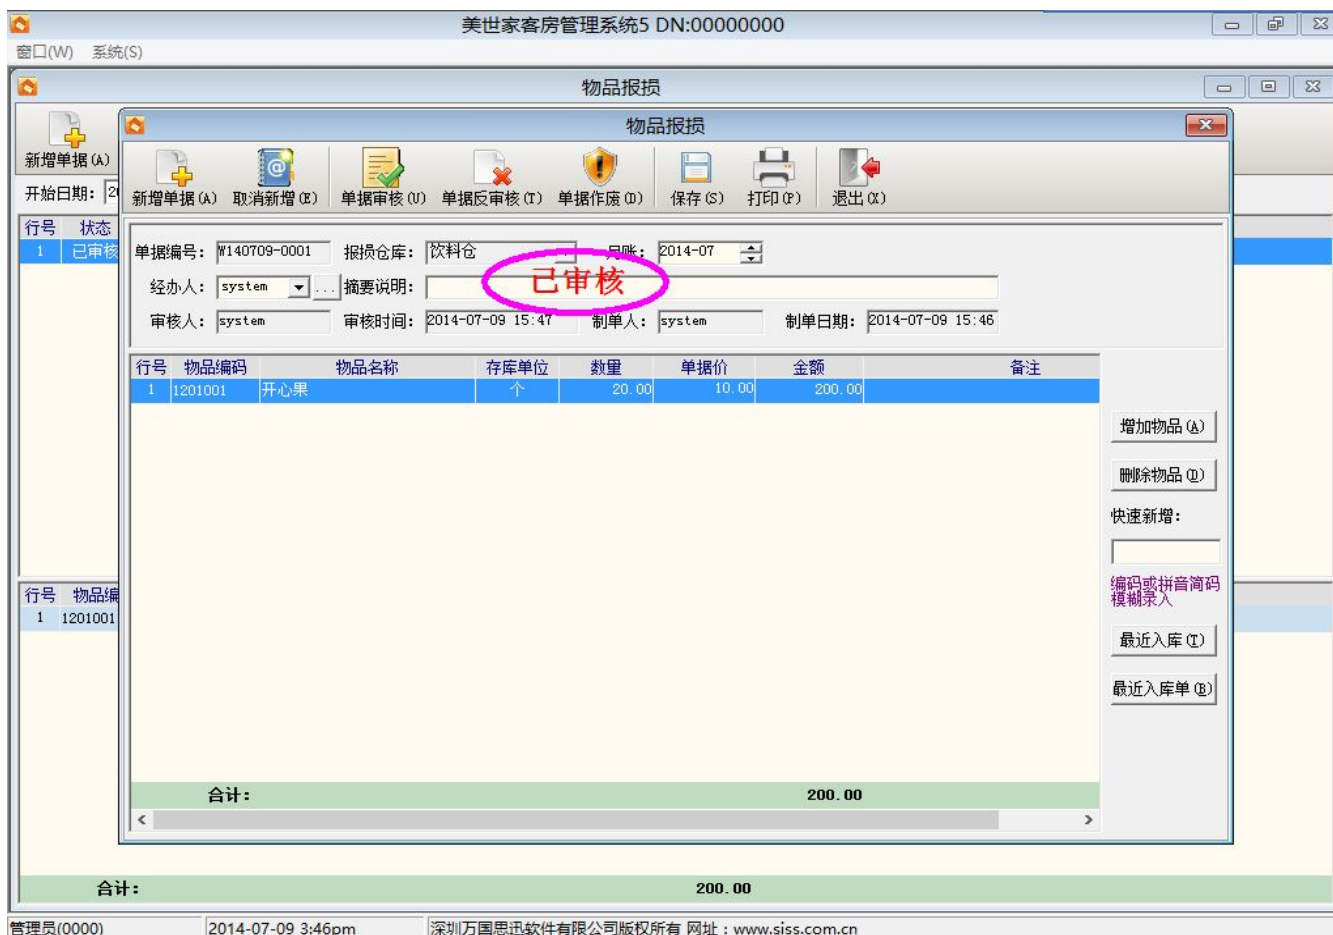 美世家客房管理系统5 DN:00000000
窗口(W) 系统(S)
物品报损
新增单据(A)
物品报损
新增单据(A) 取消新增(E) 单据审核(U) 单据反审核(T) 单据作废(D) 保存(S) 打印(P) 退出(X)
开始日期: 2
行号 状态
1 已审核
单据编号: W140709-0001 报损仓库: 饮料仓 月账: 2014-07
已审核
经办人: system ... 摘要说明:
审核人: system 审核时间: 2014-07-09 15:47 制单人: system 制单日期: 2014-07-09 15:46
行号 物品编码 物品名称 存库单位 数量 单据价 金额 备注
1 1201001 开心果 个 20.00 10.00 200.00
增加物品(A)
删除物品(D)
快速新增:
编码或拼音简码
模糊录入
最近入库(I)
最近入库单(B)
行号 物品编
1 1201001
合计: 200.00
合计: 200.00
管理员(0000) 2014-07-09 3:46pm 深圳万国思迅软件有限公司版权所有 网址：www.siss.com.cn